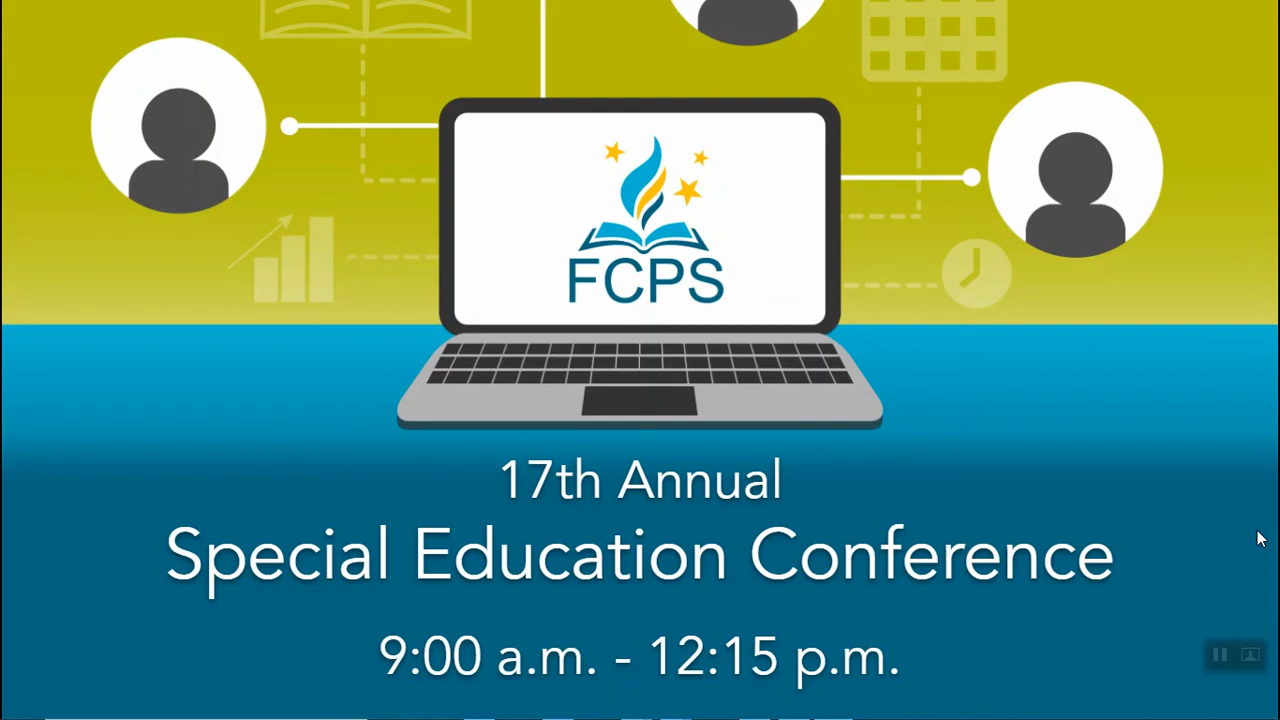 FCPS
17th Annual
Special Education Conference
9:00 a.m. - 12:15 p.m.